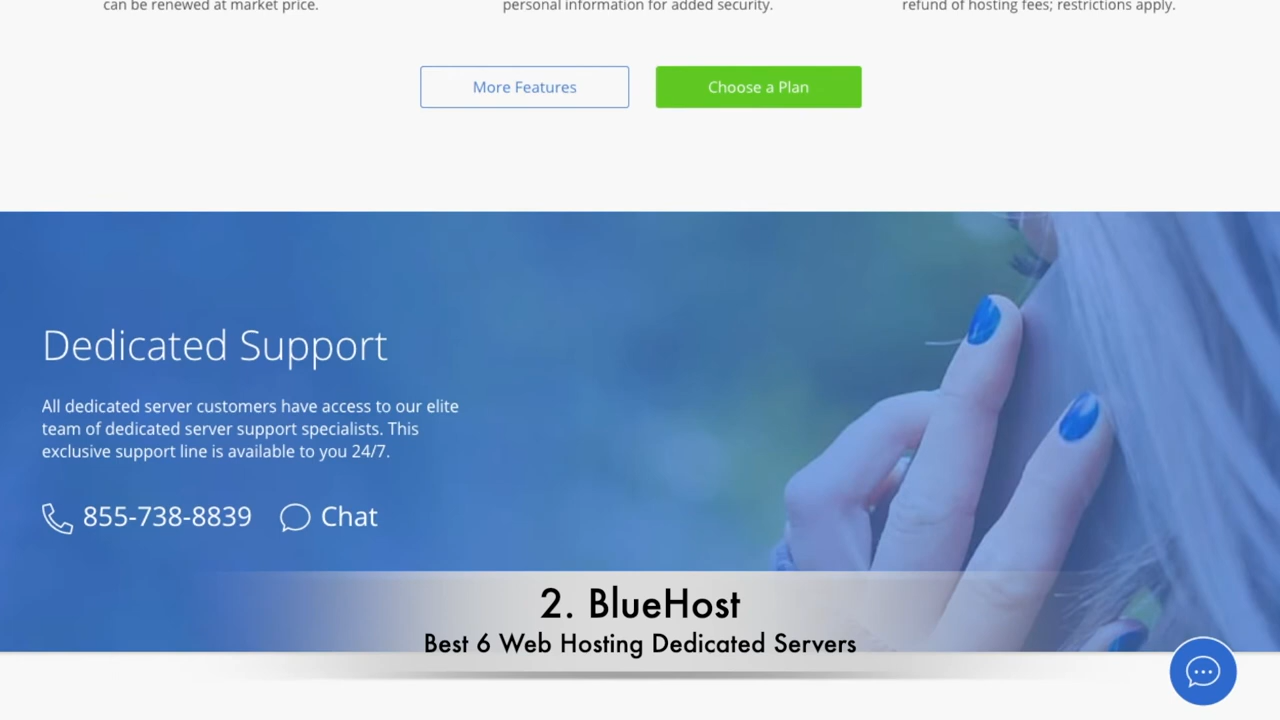 can be renewed at market price.
personal information for added security.
refund of hosting fees; restrictions apply.
More Features
Choose a Plan
Dedicated Support
All dedicated server customers have access to our elite
team of dedicated server support specialists. This
exclusive support line is available to you 24/7.
855-738-8839 Chat
2. BlueHost
Best 6 Web Hosting Dedicated Servers